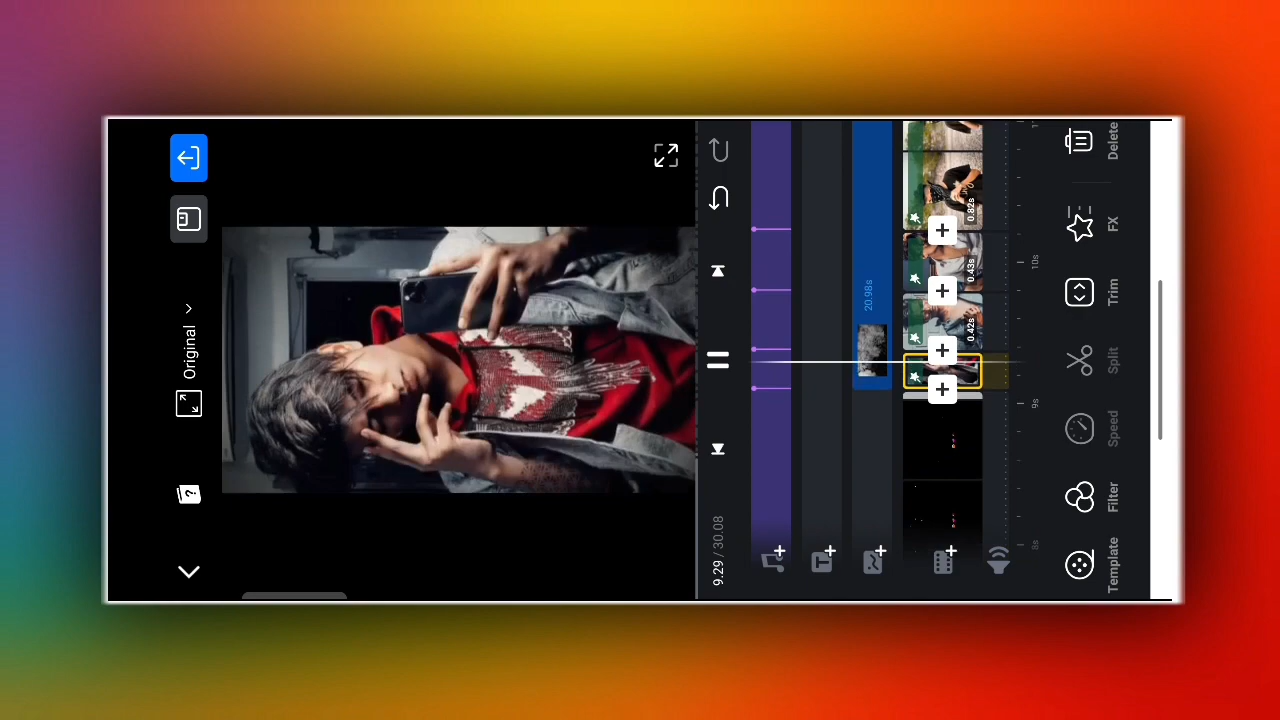 Original
9.29 / 30.08
20.98s
0.42s
0.43s
0.82s
8s
9s
10s
Template
Filter
Speed
Split
Trim
FX
Delete